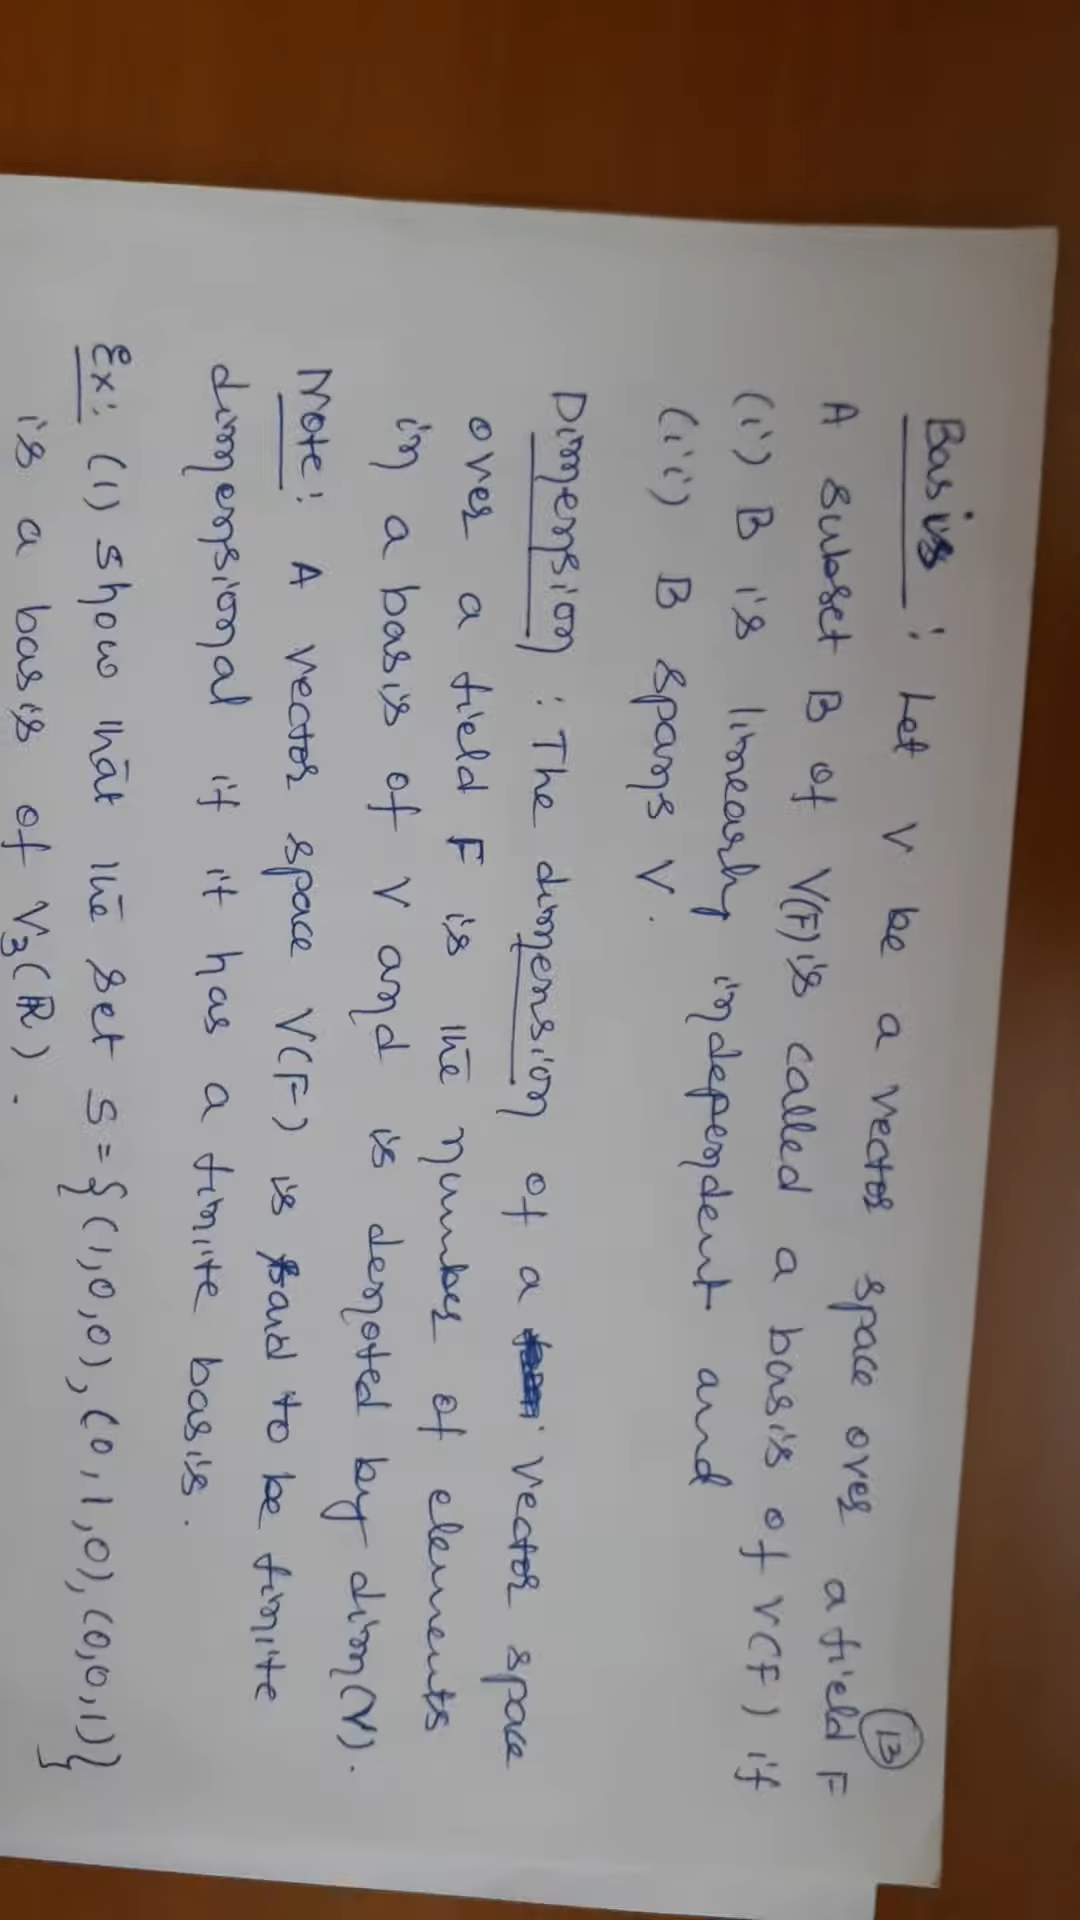 13
Basis : Let V be a vector space over a field F
A subset B of V(F) is called a basis of V(F) if
(i) B is linearly independent and
(ii) B spans V.
Dimension : The dimension of a vector space
over a field F is the number of elements
in a basis of V and is denoted by dim(V).
Note: A vector space V(F) is said to be finite
dimensional if it has a finite basis.
Ex: (1) Show that the set S={(1,0,0),(0,1,0),(0,0,1)}
is a basis of V₃(ℝ).